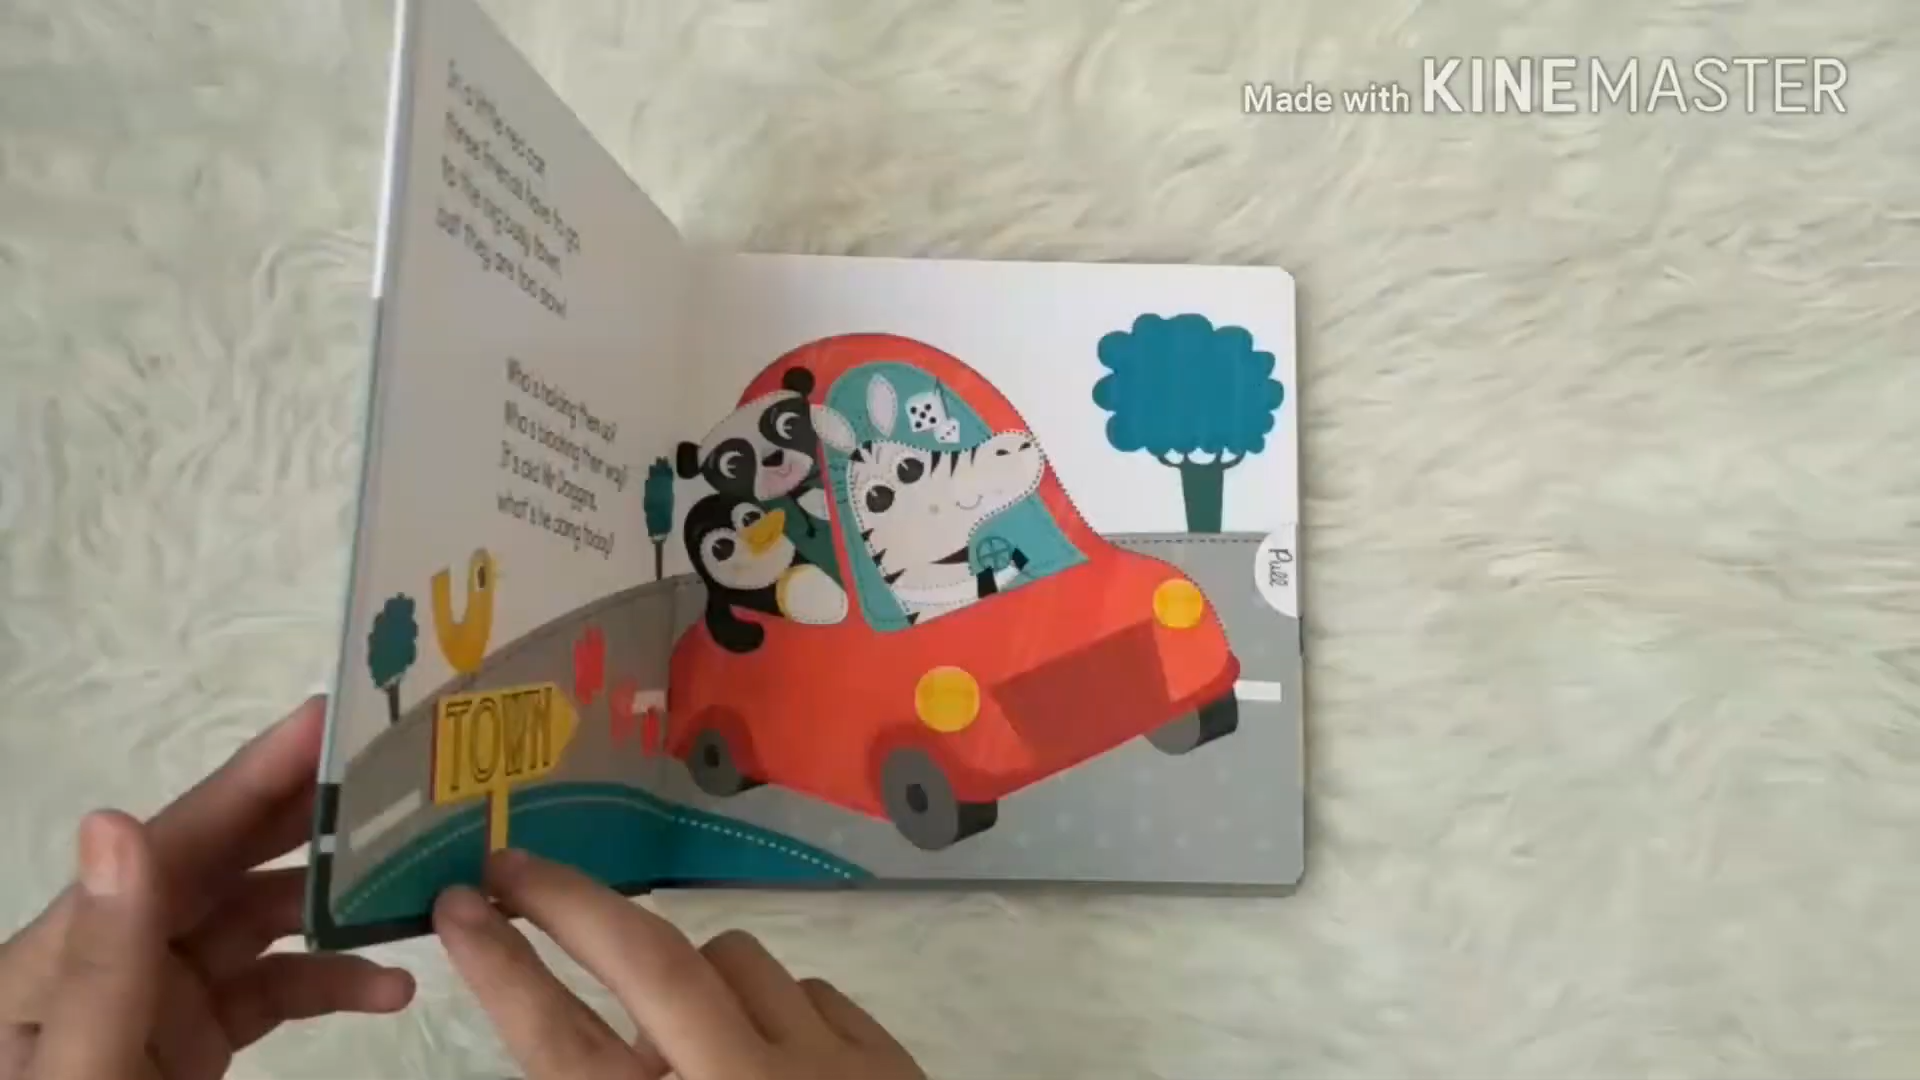 Made with KINEMASTER
In a little red car
three friends have to go
to the big busy town,
but they are too slow!
Who's holding them up?
Who's blocking their way?
It's old Mr Doggins,
what's he doing today?
TOWN
Pull